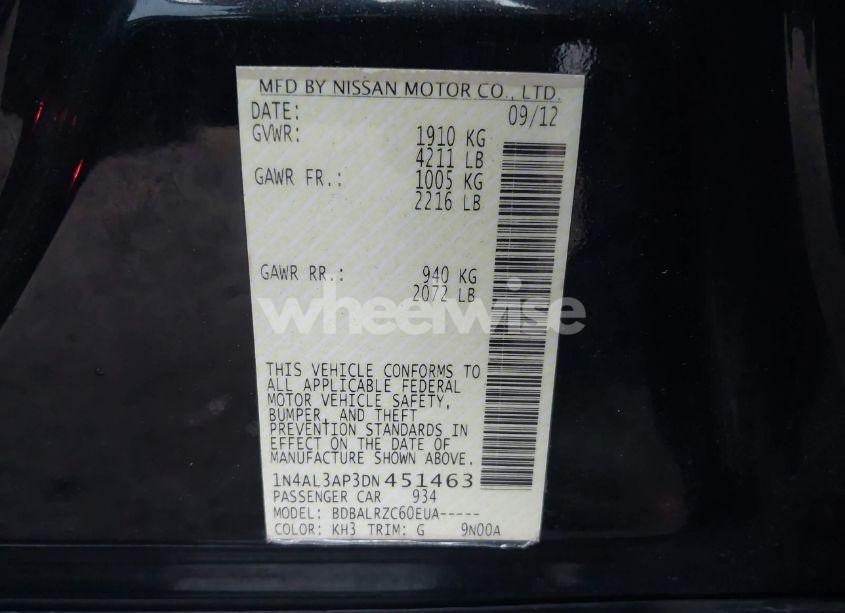 MFD BY NISSAN MOTOR CO., LTD.
DATE: 09/12
GVWR: 1910 KG
4211 LB
GAWR FR.: 1005 KG
2216 LB
GAWR RR.: 940 KG
2072 LB
wheelwise
THIS VEHICLE CONFORMS TO
ALL APPLICABLE FEDERAL
MOTOR VEHICLE SAFETY,
BUMPER, AND THEFT
PREVENTION STANDARDS IN
EFFECT ON THE DATE OF
MANUFACTURE SHOWN ABOVE.
1N4AL3AP3DN451463
PASSENGER CAR 934
MODEL: BDBALRZC60EUA-----
COLOR: KH3 TRIM: G 9N00A